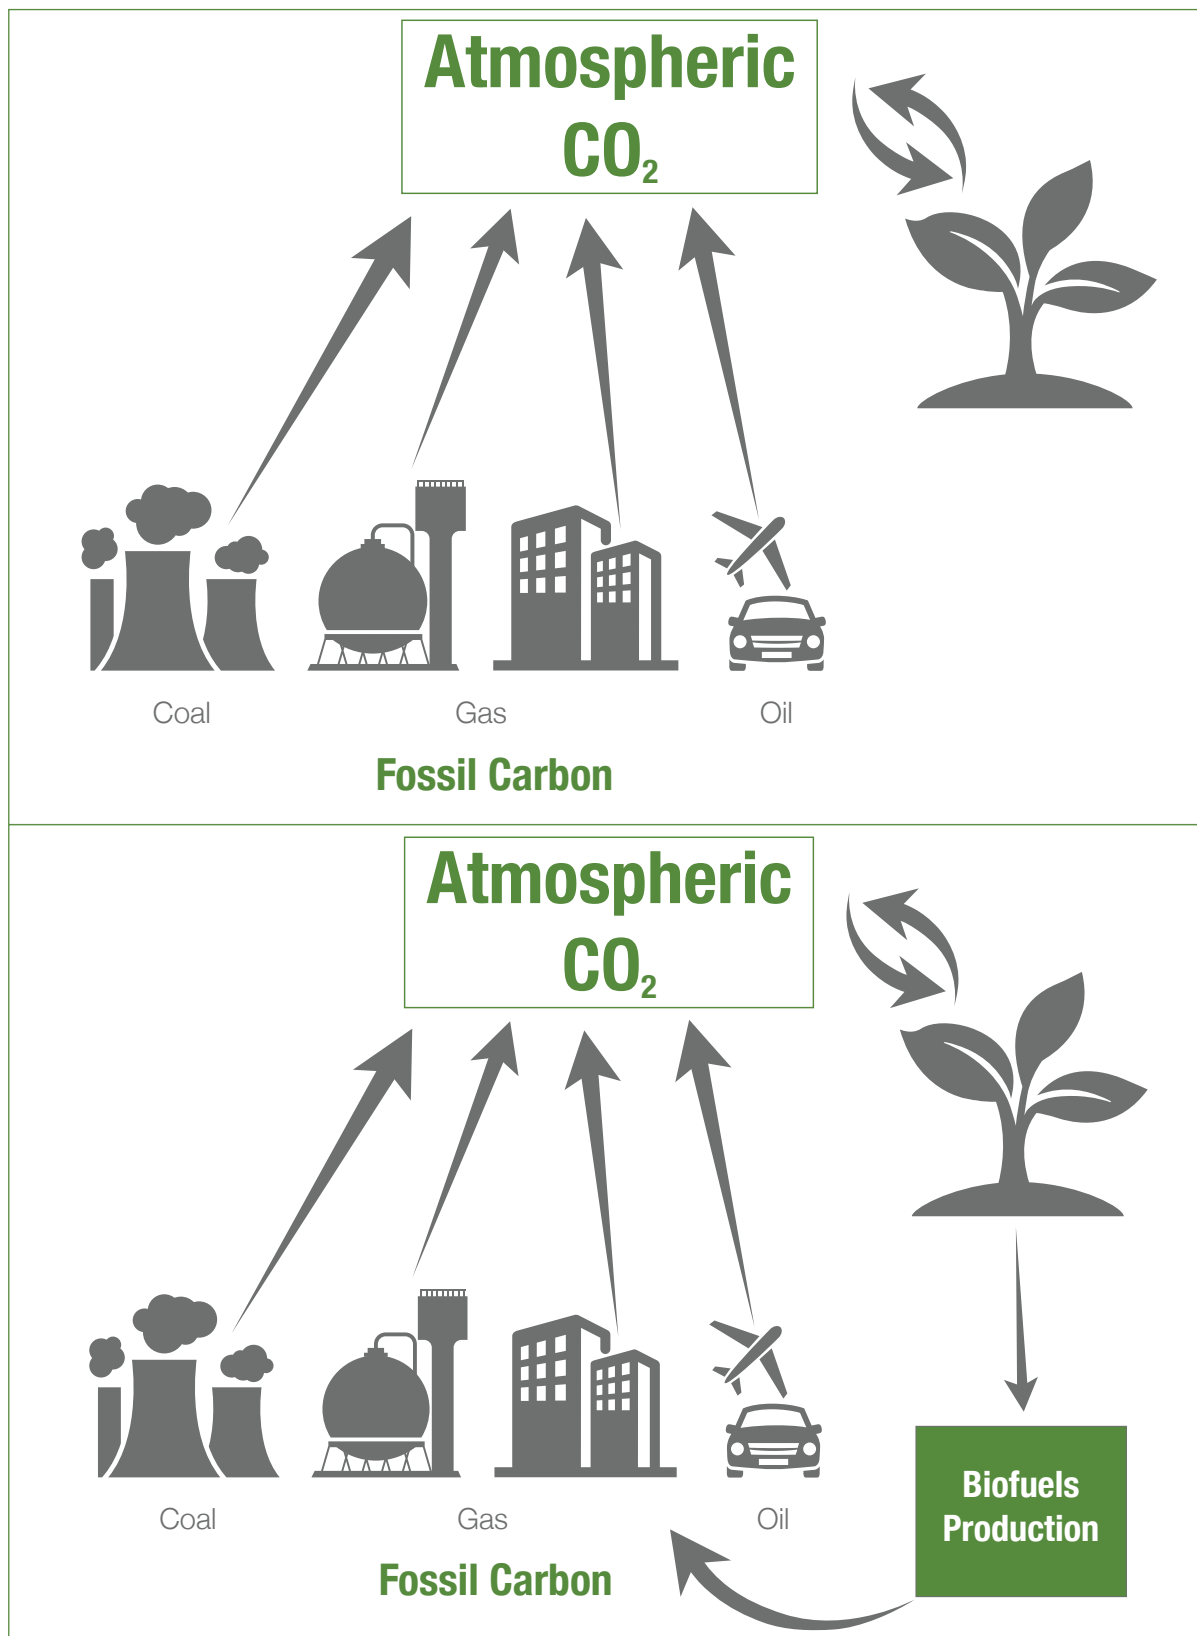 Atmospheric
CO₂
Coal
Gas
Oil
Fossil Carbon
Atmospheric
CO₂
Biofuels
Production
Coal
Gas
Oil
Fossil Carbon